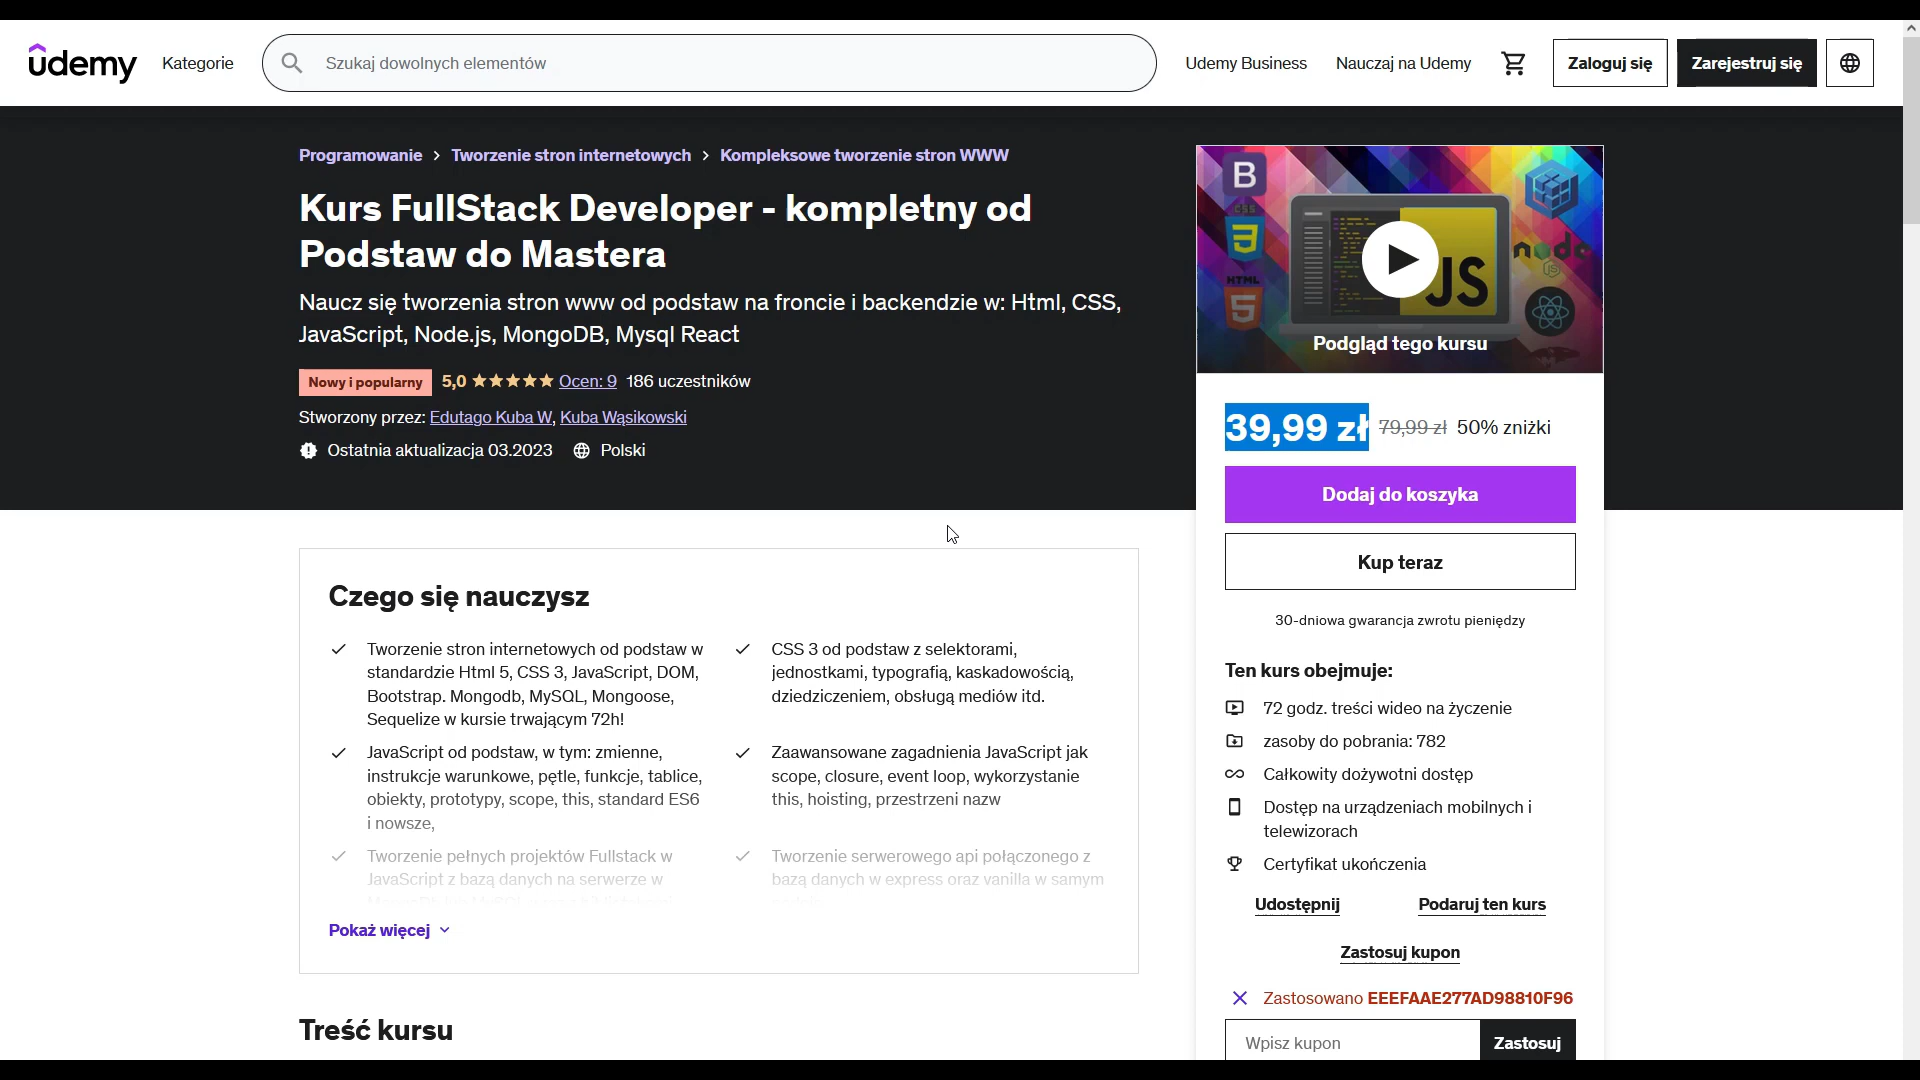 udemy
Kategorie
Szukaj dowolnych elementów
Udemy Business
Nauczaj na Udemy
Zaloguj się
Zarejestruj się
Programowanie > Tworzenie stron internetowych > Kompleksowe tworzenie stron WWW
Kurs FullStack Developer - kompletny od
Podstaw do Mastera
Naucz się tworzenia stron www od podstaw na froncie i backendzie w: Html, CSS,
JavaScript, Node.js, MongoDB, Mysql React
Nowy i popularny 5,0 Ocen: 9 186 uczestników
Stworzony przez: Edutago Kuba W, Kuba Wąsikowski
Ostatnia aktualizacja 03.2023 Polski
Czego się nauczysz
Tworzenie stron internetowych od podstaw w
standardzie Html 5, CSS 3, JavaScript, DOM,
Bootstrap. Mongodb, MySQL, Mongoose,
Sequelize w kursie trwającym 72h!
CSS 3 od podstaw z selektorami,
jednostkami, typografią, kaskadowością,
dziedziczeniem, obsługą mediów itd.
JavaScript od podstaw, w tym: zmienne,
instrukcje warunkowe, pętle, funkcje, tablice,
obiekty, prototypy, scope, this, standard ES6
i nowsze,
Zaawansowane zagadnienia JavaScript jak
scope, closure, event loop, wykorzystanie
this, hoisting, przestrzeni nazw
Tworzenie pełnych projektów Fullstack w
JavaScript z bazą danych na serwerze w
Tworzenie serwerowego api połączonego z
bazą danych w express oraz vanilla w samym
Pokaż więcej
Treść kursu
B
CSS
3
HTML
5
JS
node
JS
Podgląd tego kursu
39,99 zł 79,99 zł 50% zniżki
Dodaj do koszyka
Kup teraz
30-dniowa gwarancja zwrotu pieniędzy
Ten kurs obejmuje:
72 godz. treści wideo na życzenie
zasoby do pobrania: 782
Całkowity dożywotni dostęp
Dostęp na urządzeniach mobilnych i
telewizorach
Certyfikat ukończenia
Udostępnij
Podaruj ten kurs
Zastosuj kupon
Zastosowano EEEFAAE277AD98810F96
Wpisz kupon
Zastosuj